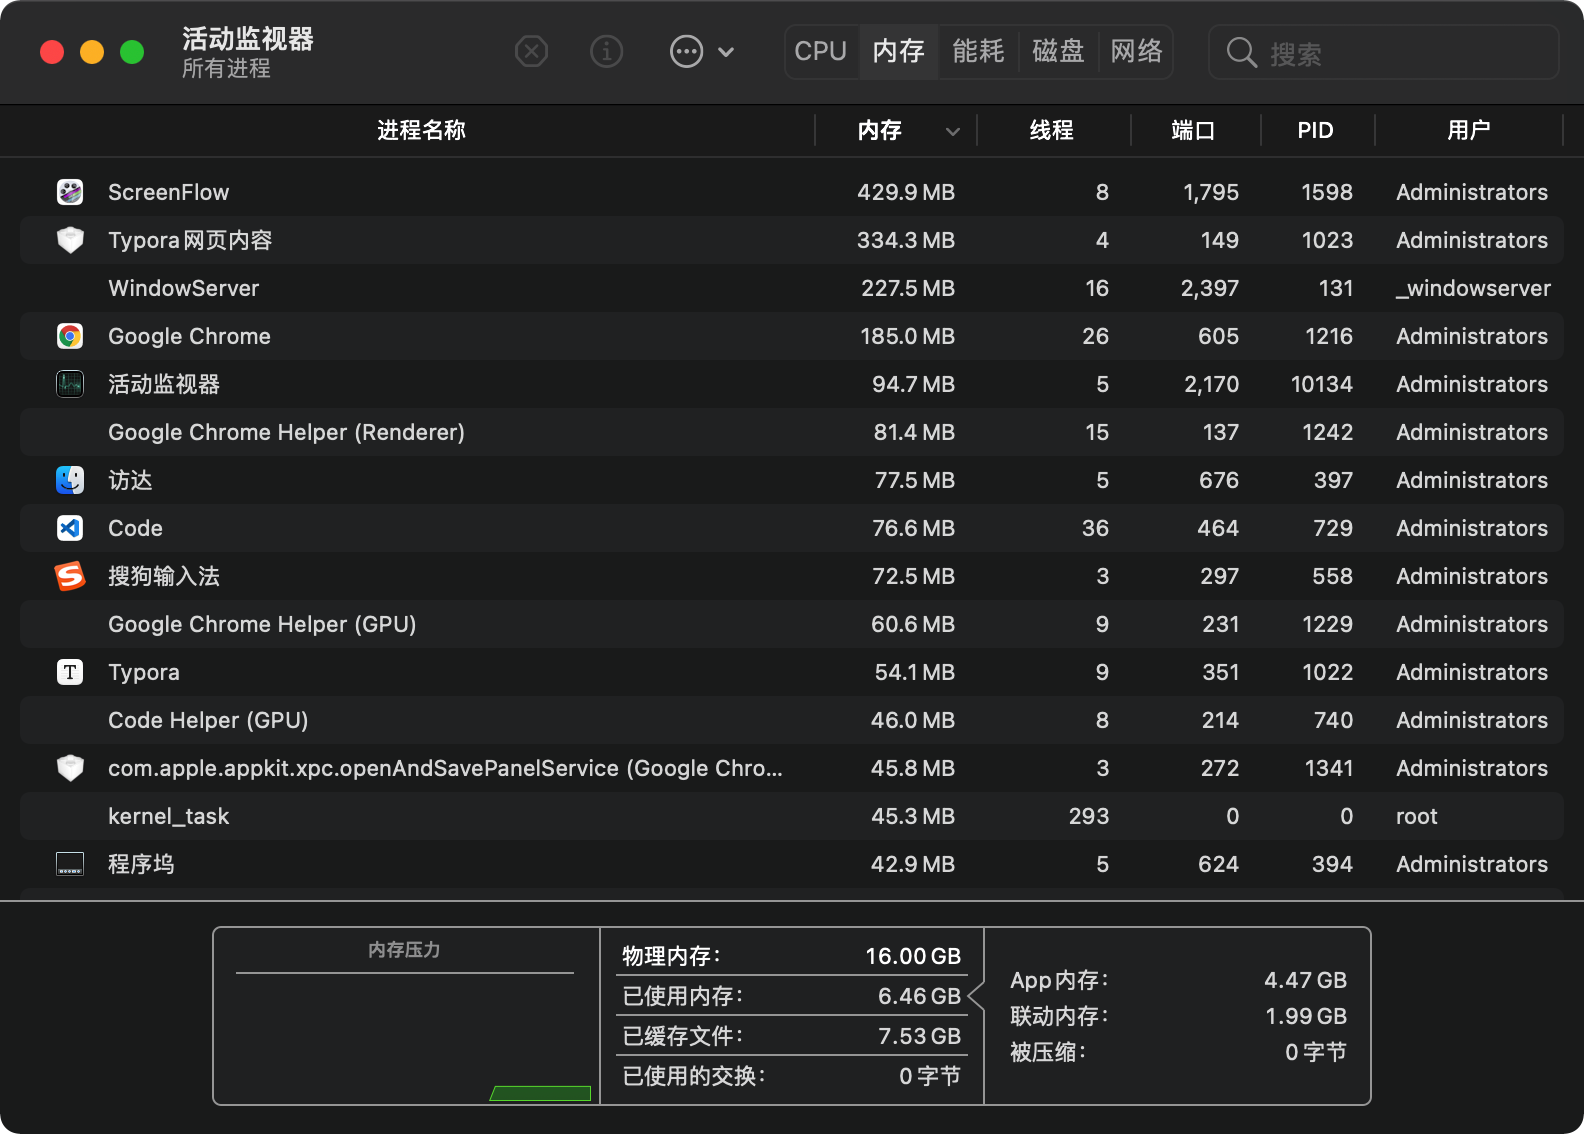 活动监视器
所有进程
CPU 内存 能耗 磁盘 网络 搜索
进程名称 内存 线程 端口 PID 用户
ScreenFlow 429.9 MB 8 1,795 1598 Administrators
Typora 网页内容 334.3 MB 4 149 1023 Administrators
WindowServer 227.5 MB 16 2,397 131 _windowserver
Google Chrome 185.0 MB 26 605 1216 Administrators
活动监视器 94.7 MB 5 2,170 10134 Administrators
Google Chrome Helper (Renderer) 81.4 MB 15 137 1242 Administrators
访达 77.5 MB 5 676 397 Administrators
Code 76.6 MB 36 464 729 Administrators
搜狗输入法 72.5 MB 3 297 558 Administrators
Google Chrome Helper (GPU) 60.6 MB 9 231 1229 Administrators
Typora 54.1 MB 9 351 1022 Administrators
Code Helper (GPU) 46.0 MB 8 214 740 Administrators
com.apple.appkit.xpc.openAndSavePanelService (Google Chro... 45.8 MB 3 272 1341 Administrators
kernel_task 45.3 MB 293 0 0 root
程序坞 42.9 MB 5 624 394 Administrators
内存压力
物理内存： 16.00 GB
已使用内存： 6.46 GB
已缓存文件： 7.53 GB
已使用的交换： 0 字节
App 内存： 4.47 GB
联动内存： 1.99 GB
被压缩： 0 字节